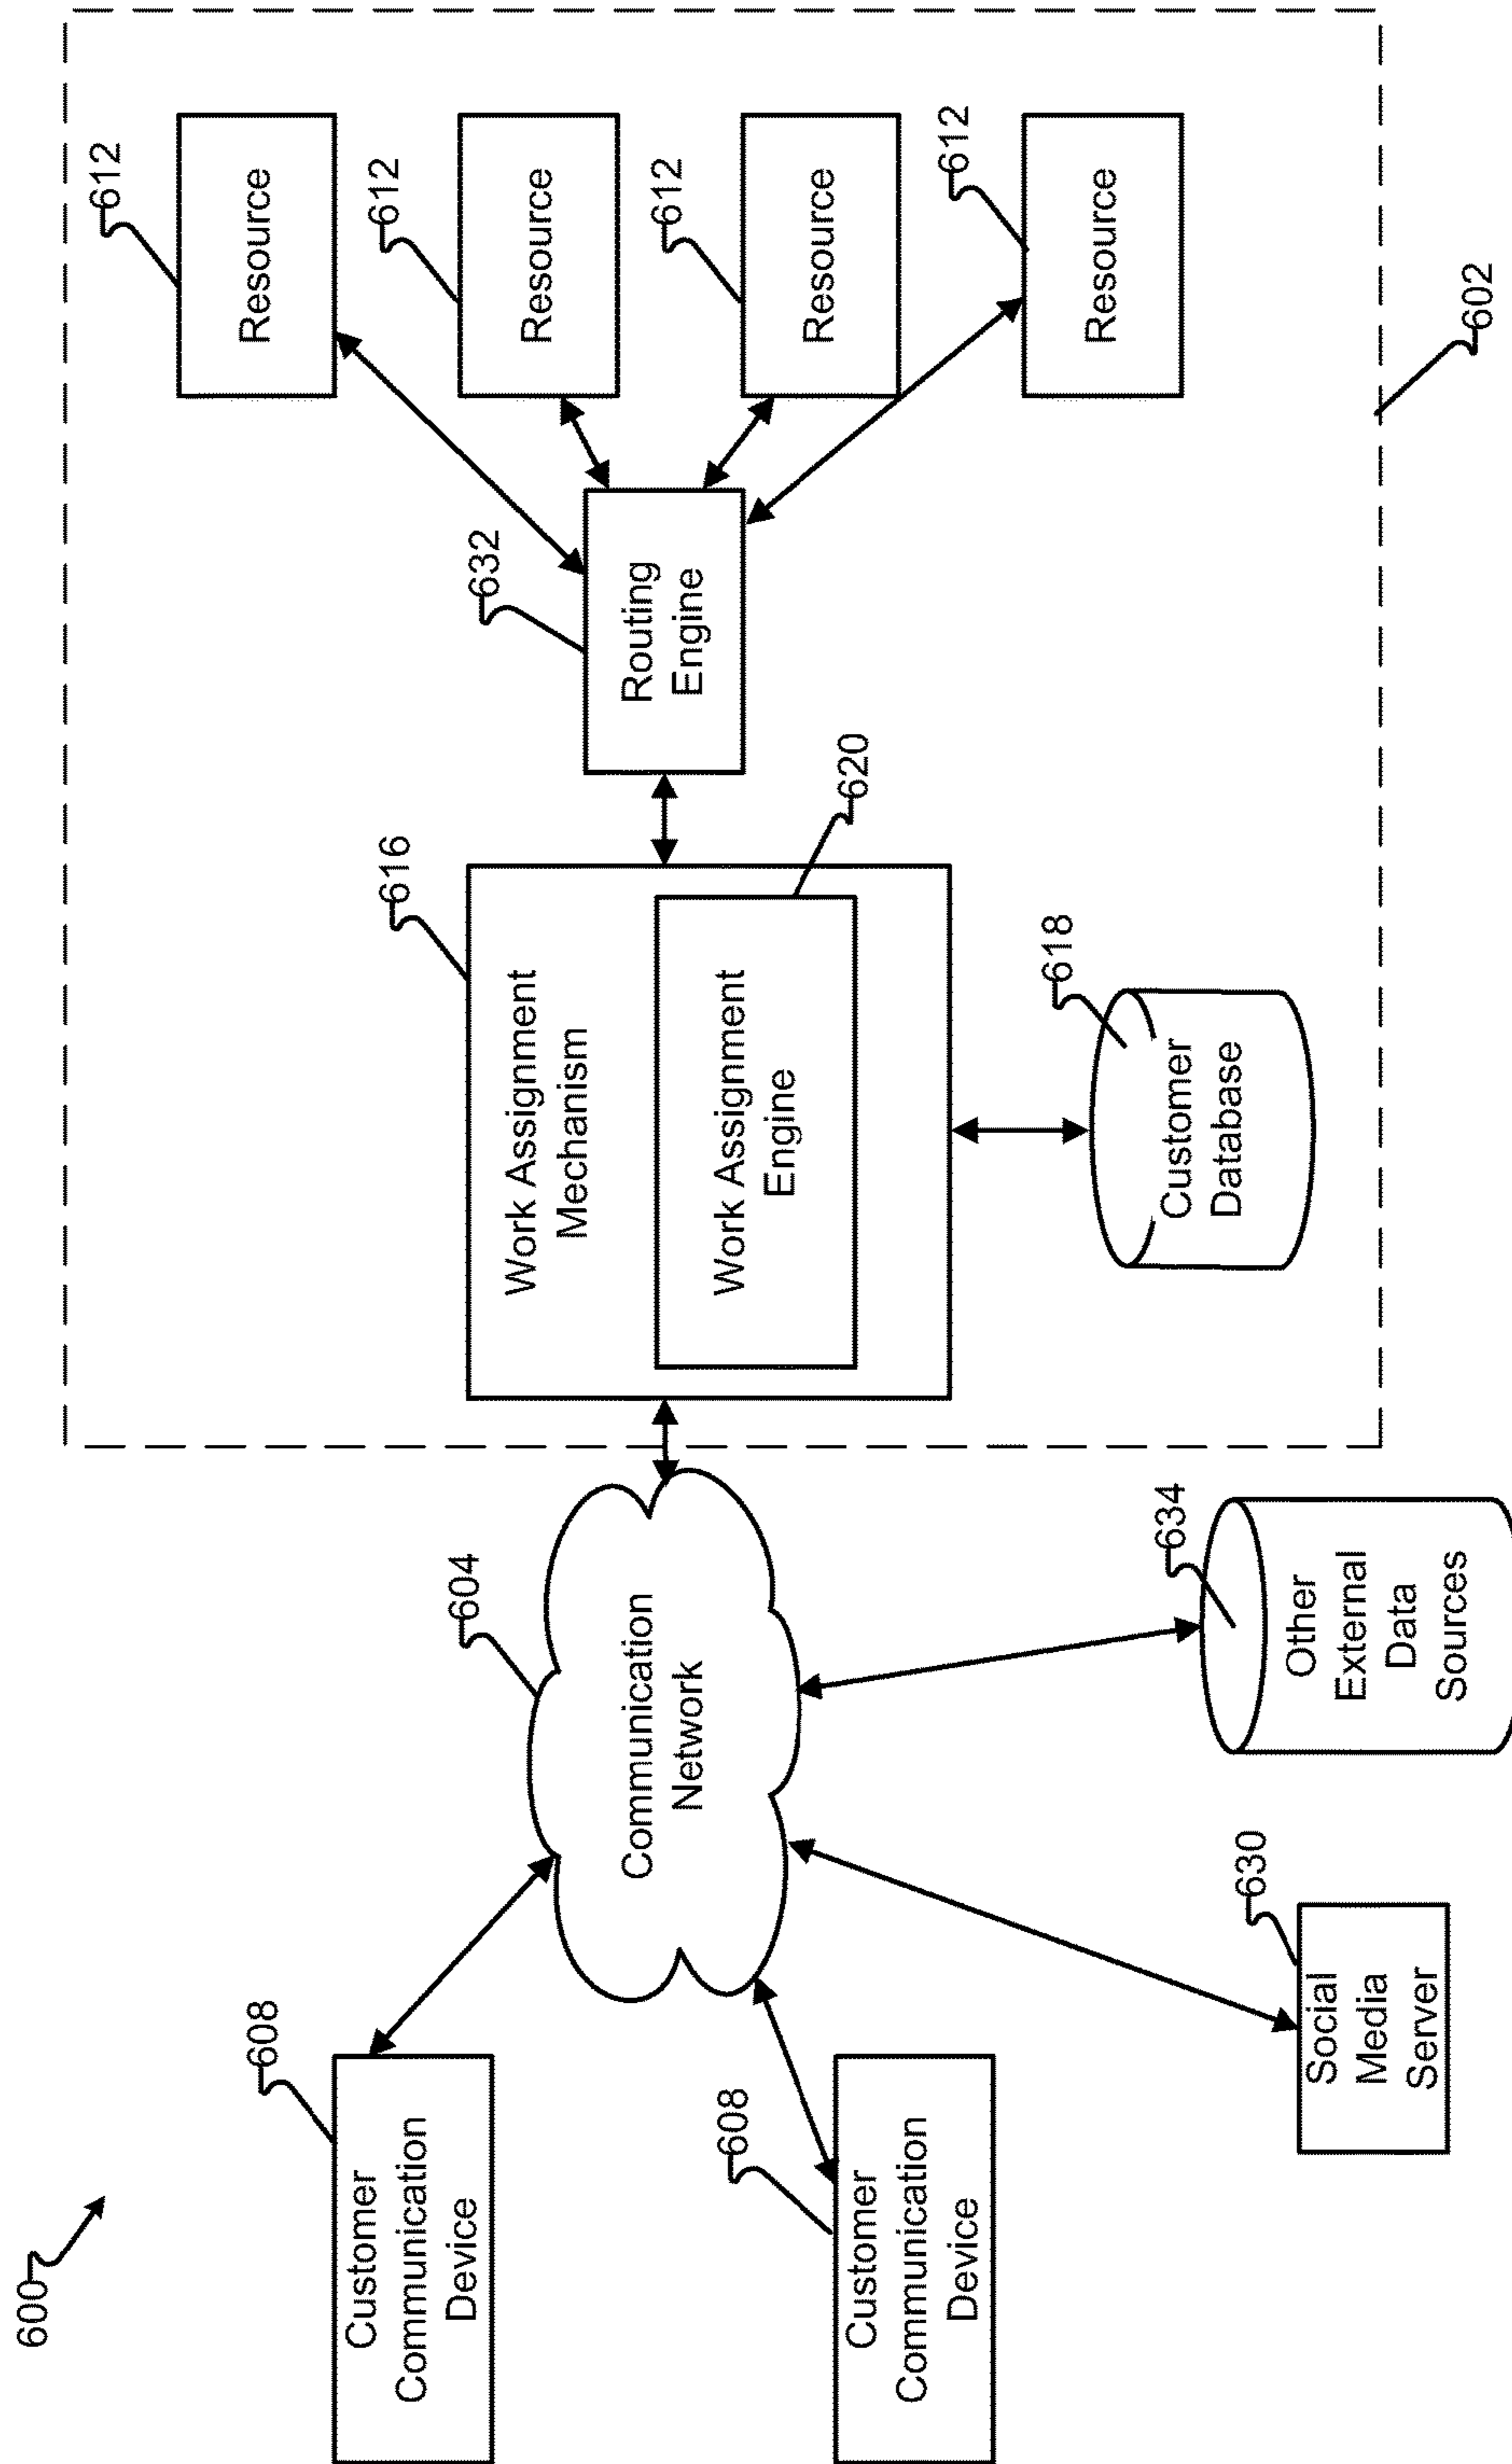 600
608
Customer
Communication
Device
608
Customer
Communication
Device
604
Communication
Network
630
Social
Media
Server
634
Other
External
Data
Sources
616
Work Assignment
Mechanism
620
Work Assignment
Engine
618
Customer
Database
632
Routing
Engine
612
Resource
612
Resource
612
Resource
612
Resource
602